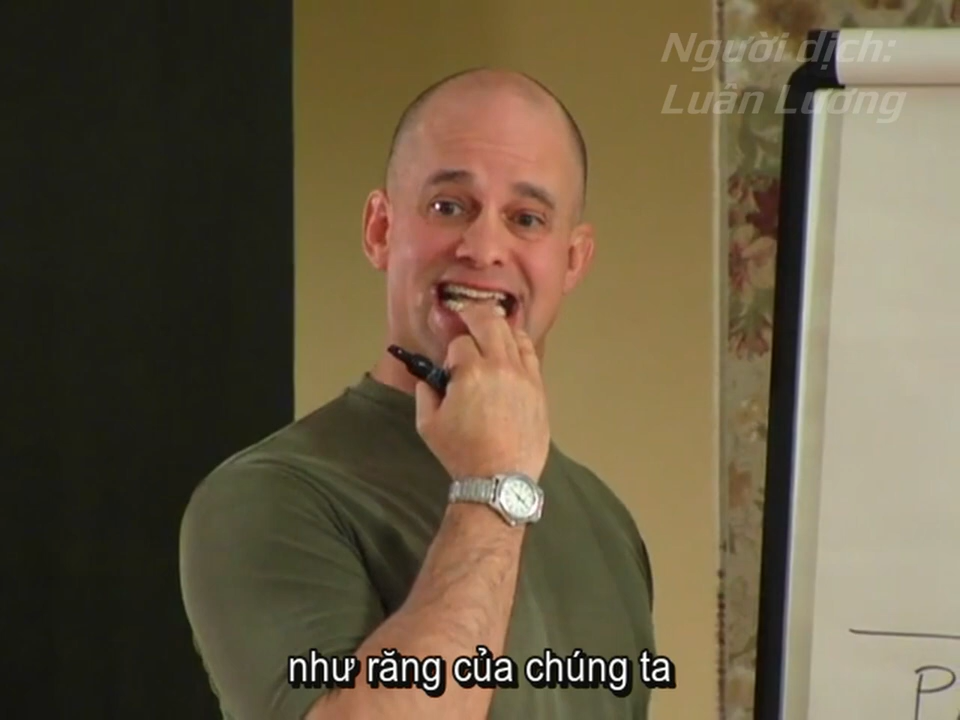 Người dịch:
Luân Lương
như răng của chúng ta
P